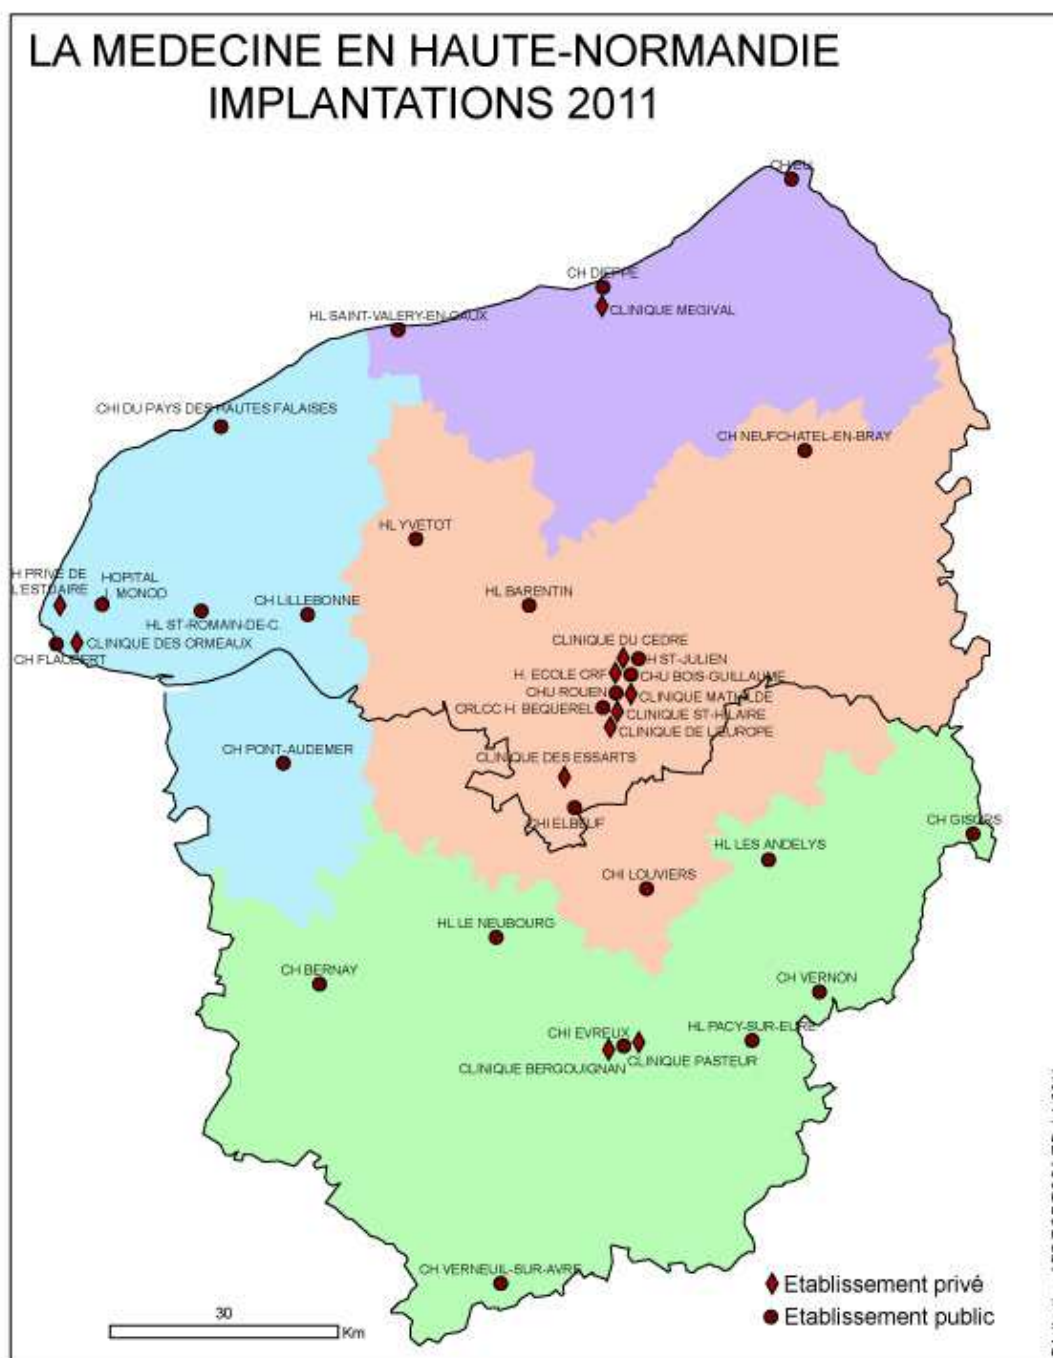 LA MEDECINE EN HAUTE-NORMANDIE
IMPLANTATIONS 2011
CH EU
CH DIEPPE
CLINIQUE MEGIVAL
HL SAINT-VALERY-EN-CAUX
CHI DU PAYS DES HAUTES FALAISES
CH NEUFCHATEL-EN-BRAY
HL YVETOT
H PRIVE DE
L'ESTUAIRE
HOPITAL
J. MONOD
HL ST-ROMAIN-DE-C.
CH LILLEBONNE
HL BARENTIN
CLINIQUE DES ORMEAUX
CH FLAUBERT
CLINIQUE DU CEDRE
CH ST-JULIEN
H. ECOLE CRF
CHU BOIS-GUILLAUME
CHU ROUEN
CLINIQUE MATHILDE
CRLCC H. BEQUEREL
CLINIQUE ST-HILAIRE
CLINIQUE DE L'EUROPE
CH PONT-AUDEMER
CLINIQUE DES ESSARTS
CHI ELBEUF
CH GISORS
HL LES ANDELYS
CHI LOUVIERS
HL LE NEUBOURG
CH BERNAY
CH VERNON
HL PACY-SUR-EURE
CHI EVREUX
CLINIQUE PASTEUR
CLINIQUE BERGOUIGNAN
CH VERNEUIL-SUR-AVRE
Etablissement privé
Etablissement public
30
Km